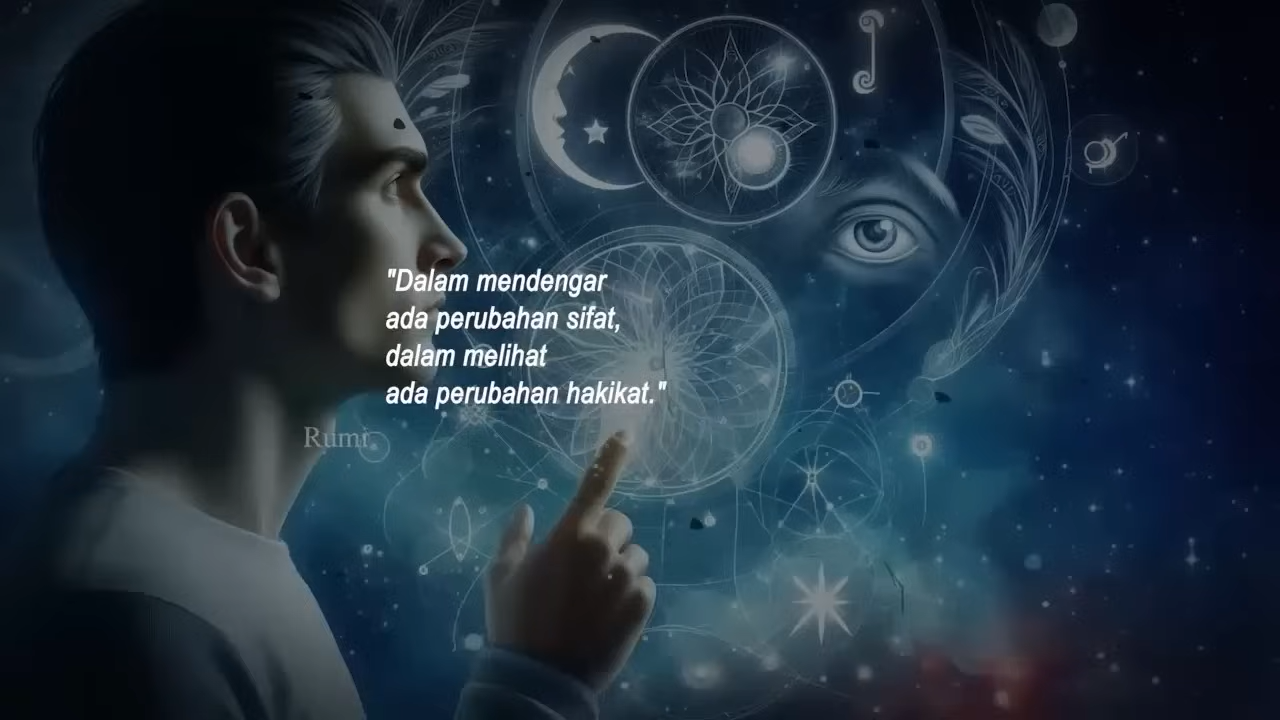 "Dalam mendengar
ada perubahan sifat,
dalam melihat
ada perubahan hakikat."
Rumi